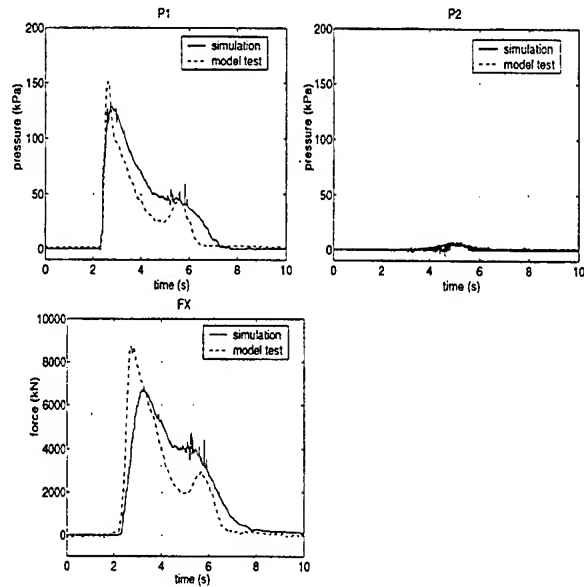 P1
200
150
100
50
0
pressure (kPa)
simulation
model test
0 2 4 6 8 10
time (s)
P2
200
150
100
50
0
pressure (kPa)
simulation
model test
0 2 4 6 8 10
time (s)
FX
10000
8000
6000
4000
2000
0
force (kN)
simulation
model test
0 2 4 6 8 10
time (s)